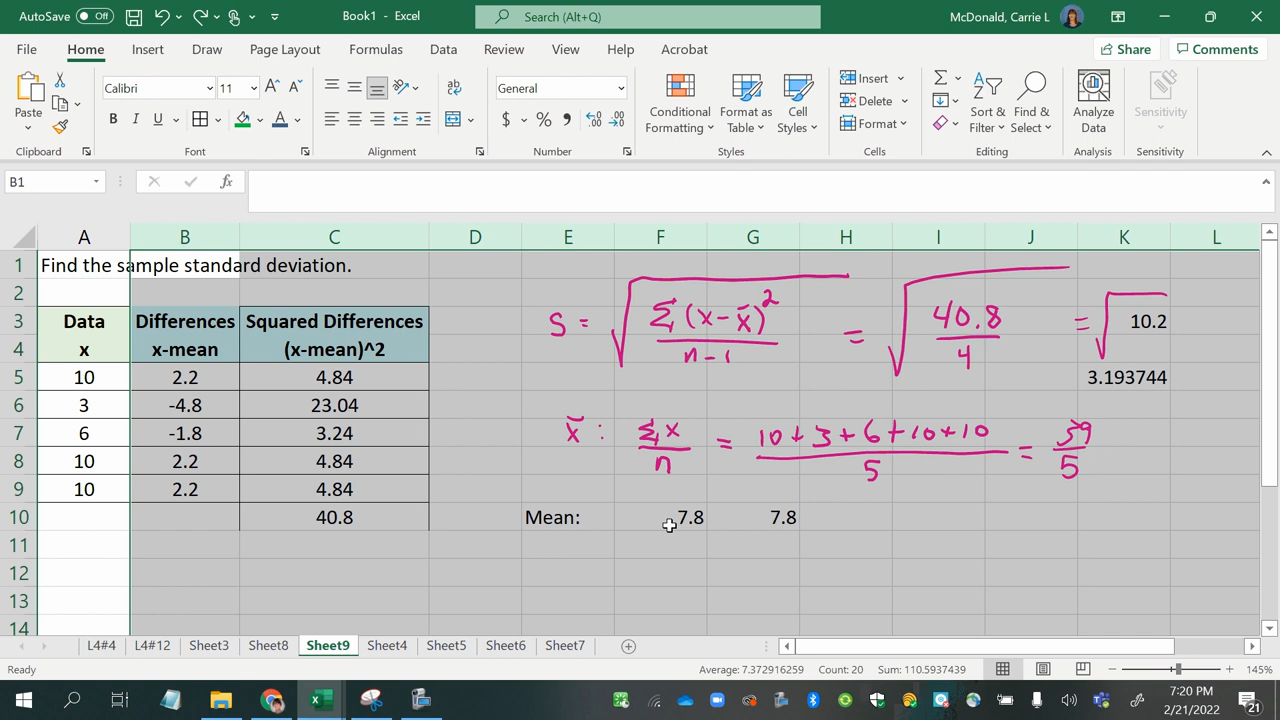 AutoSave Off Book1 - Excel Search (Alt+Q) McDonald, Carrie L
File Home Insert Draw Page Layout Formulas Data Review View Help Acrobat Share Comments
Paste Calibri 11 General Conditional Formatting Format as Table Cell Styles Insert Delete Format Sort & Filter Find & Select Analyze Data Sensitivity
Clipboard Font Alignment Number Styles Cells Editing Analysis Sensitivity
B1 fx
A B C D E F G H I J K L
1 Find the sample standard deviation.
2
3 Data Differences Squared Differences S = √ Σ(x-x̄)² / n-1 = √ 40.8 / 4 = √ 10.2
4 x x-mean (x-mean)^2
5 10 2.2 4.84 3.193744
6 3 -4.8 23.04
7 6 -1.8 3.24 x̄ : Σx / n = 10+3+6+10+10 / 5 = 39 / 5
8 10 2.2 4.84
9 10 2.2 4.84
10 40.8 Mean: 7.8 7.8
11
12
13
14
L4#4 L4#12 Sheet3 Sheet8 Sheet9 Sheet4 Sheet5 Sheet6 Sheet7
Ready Average: 7.372916259 Count: 20 Sum: 110.5937439 145%
7:20 PM
2/21/2022
21